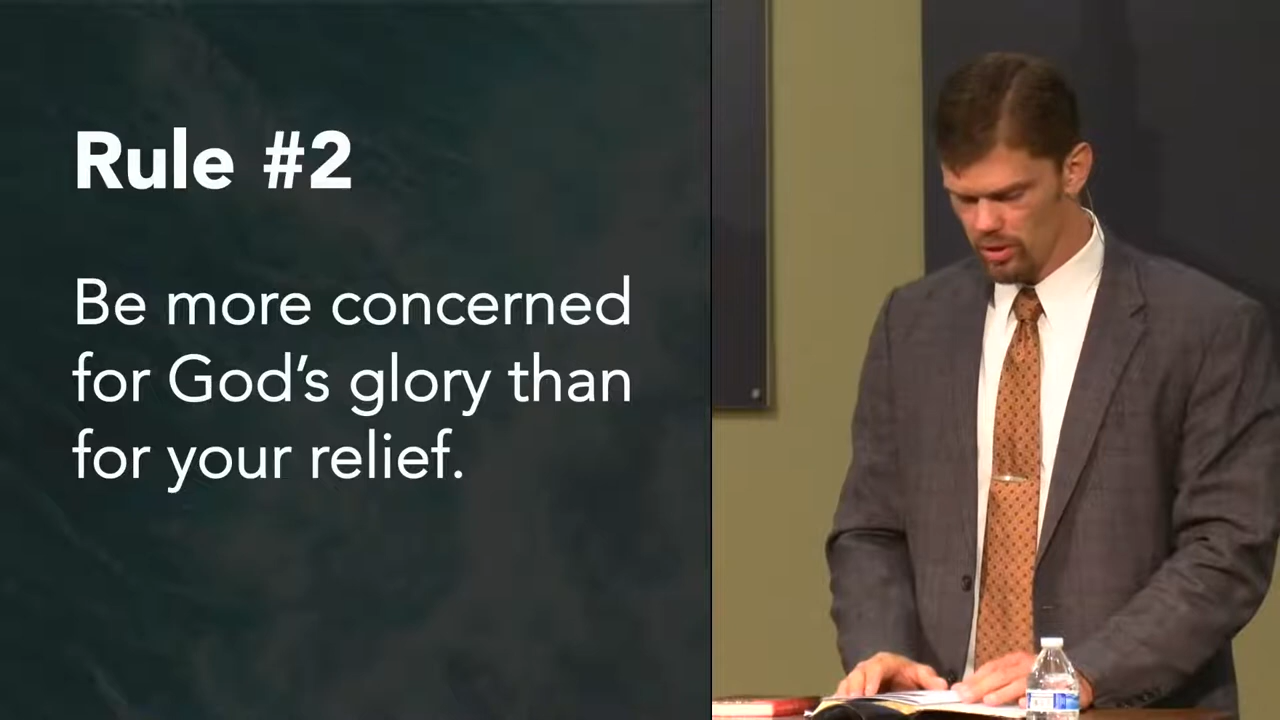 Rule #2
Be more concerned
for God's glory than
for your relief.